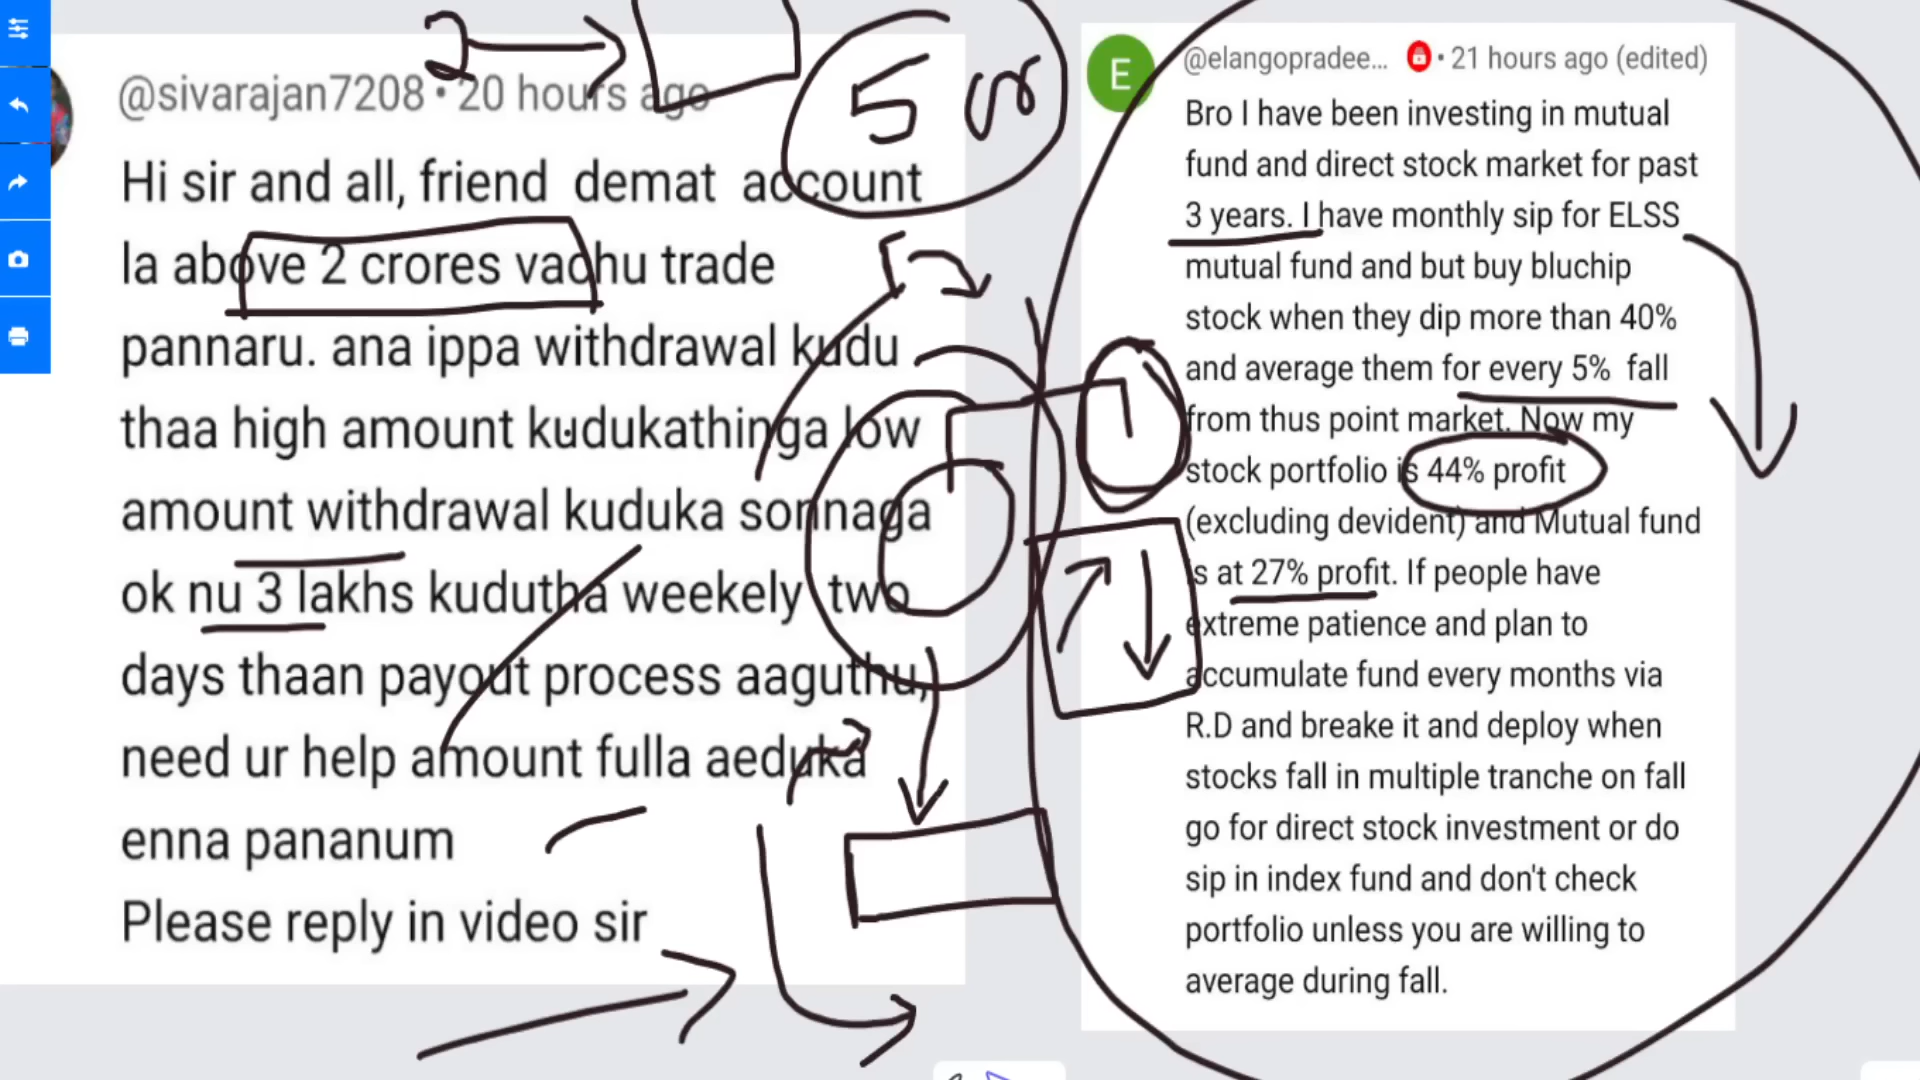 2
5 cr
@sivarajan7208 • 20 hours ago
Hi sir and all, friend demat account
la above 2 crores vachu trade
pannaru. ana ippa withdrawal kudu
thaa high amount kudukathinga low
amount withdrawal kuduka sonnaga
ok nu 3 lakhs kudutha weekely two
days thaan payout process aaguthu,
need ur help amount fulla aeduka
enna pananum
Please reply in video sir
E
@elangopradee... • 21 hours ago (edited)
Bro I have been investing in mutual
fund and direct stock market for past
3 years. I have monthly sip for ELSS
mutual fund and but buy bluchip
stock when they dip more than 40%
and average them for every 5% fall
from thus point market. Now my
stock portfolio is 44% profit
(excluding devident) and Mutual fund
is at 27% profit. If people have
extreme patience and plan to
accumulate fund every months via
R.D and breake it and deploy when
stocks fall in multiple tranche on fall
go for direct stock investment or do
sip in index fund and don't check
portfolio unless you are willing to
average during fall.